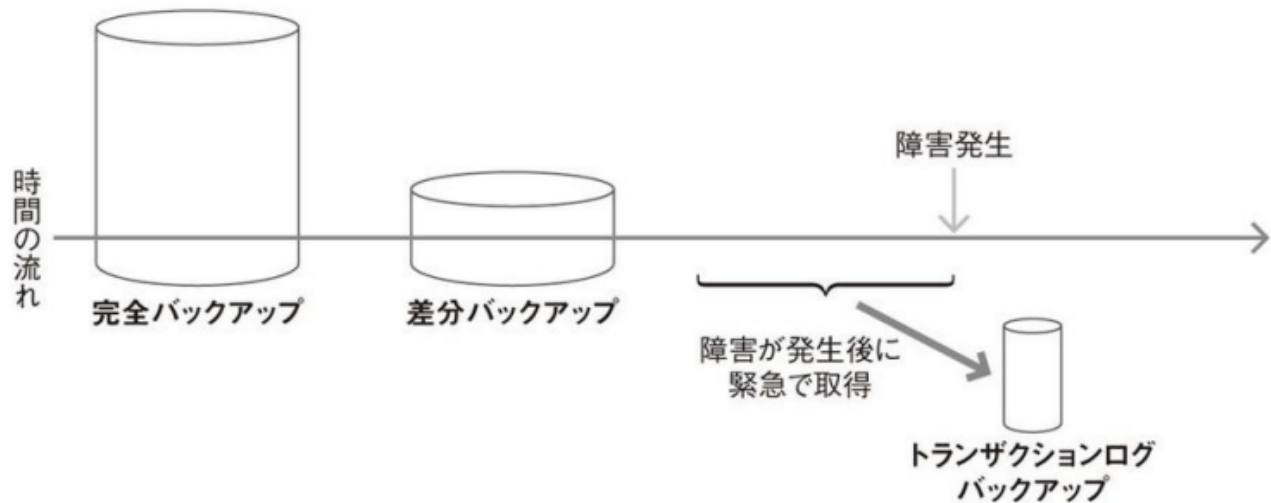 障害発生
時間の流れ
完全バックアップ
差分バックアップ
障害が発生後に
緊急で取得
トランザクションログ
バックアップ